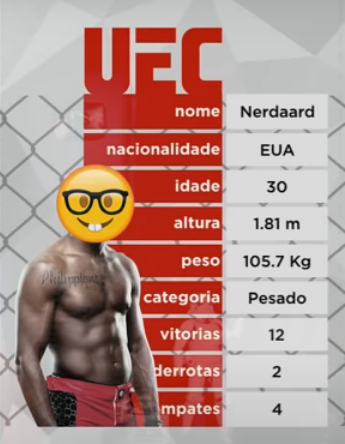 UFC
nome Nerdaard
nacionalidade EUA
idade 30
altura 1.81 m
peso 105.7 Kg
categoria Pesado
vitorias 12
derrotas 2
mpates 4